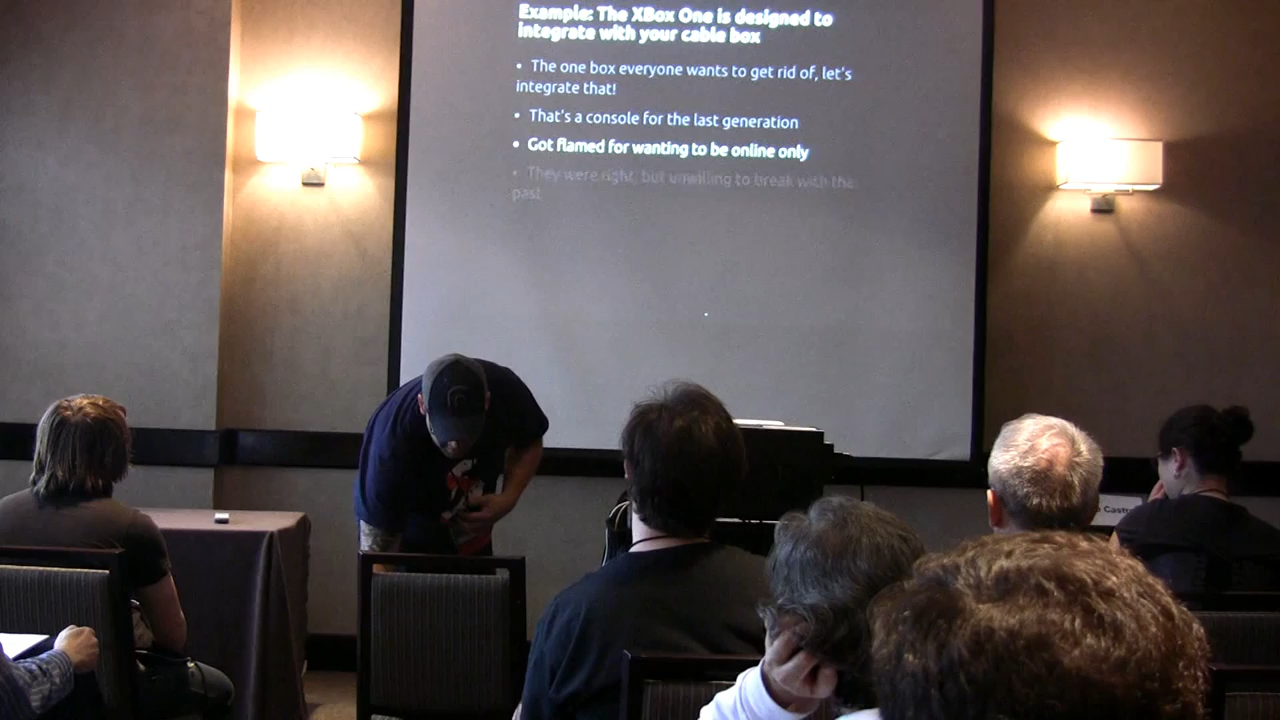 Example: The XBox One is designed to
integrate with your cable box
• The one box everyone wants to get rid of, let's
integrate that!
• That's a console for the last generation
• Got flamed for wanting to be online only
• They were right, but unwilling to break with the
past